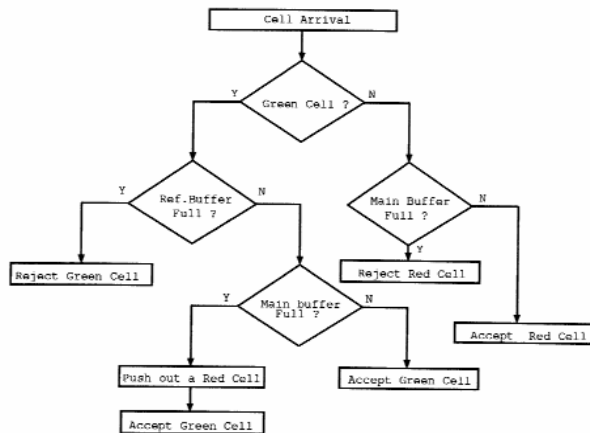 Cell Arrival
Y
N
Green Cell ?
Y
Ref.Buffer
Full ?
N
Main Buffer
Full ?
N
Y
Reject Green Cell
Reject Red Cell
Y
Main buffer
Full ?
N
Accept Red Cell
Push out a Red Cell
Accept Green Cell
Accept Green Cell